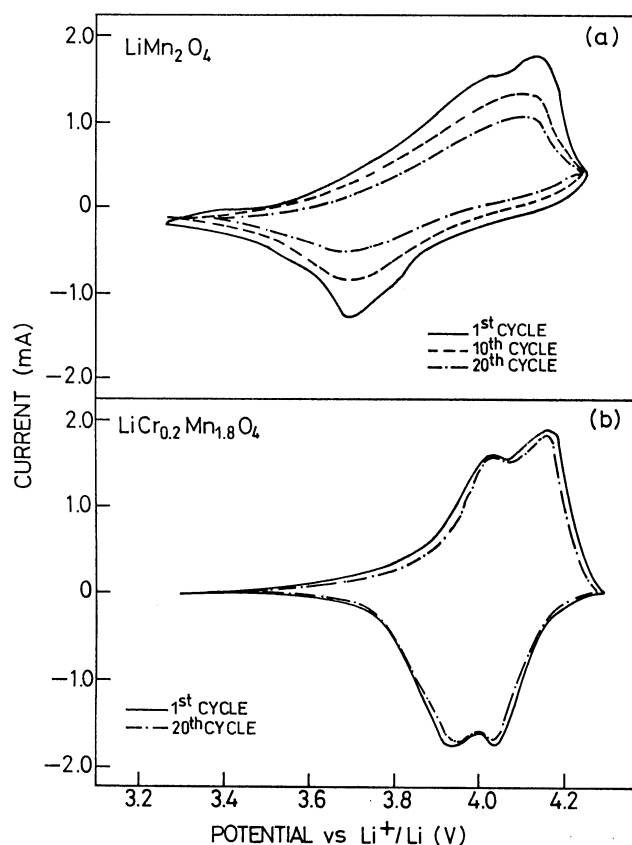 LiMn₂O₄
(a)
2.0
1.0
0
−1.0
−2.0
1ˢᵗ CYCLE
10ᵗʰ CYCLE
20ᵗʰ CYCLE
CURRENT (mA)
LiCr₀.₂Mn₁.₈O₄
(b)
2.0
1.0
0
−1.0
−2.0
1ˢᵗ CYCLE
20ᵗʰ CYCLE
3.2 3.4 3.6 3.8 4.0 4.2
POTENTIAL vs Li⁺/Li (V)